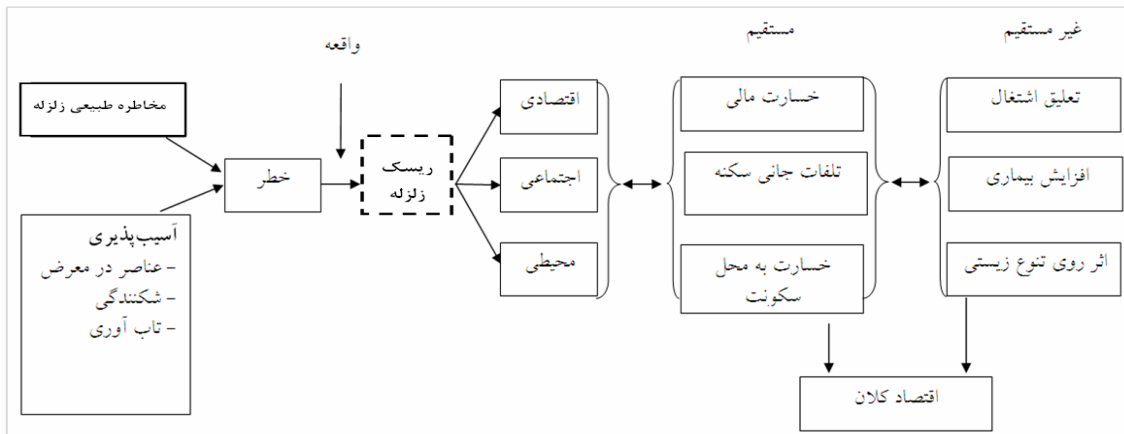 غیر مستقیم
مستقیم
واقعه
مخاطره طبیعی زلزله
خطر
آسیب‌پذیری
- عناصر در معرض
- شکنندگی
- تاب آوری
ریسک
زلزله
اقتصادی
اجتماعی
محیطی
خسارت مالی
تلفات جانی سکنه
خسارت به محل
سکونت
تعلیق اشتغال
افزایش بیماری
اثر روی تنوع زیستی
اقتصاد کلان